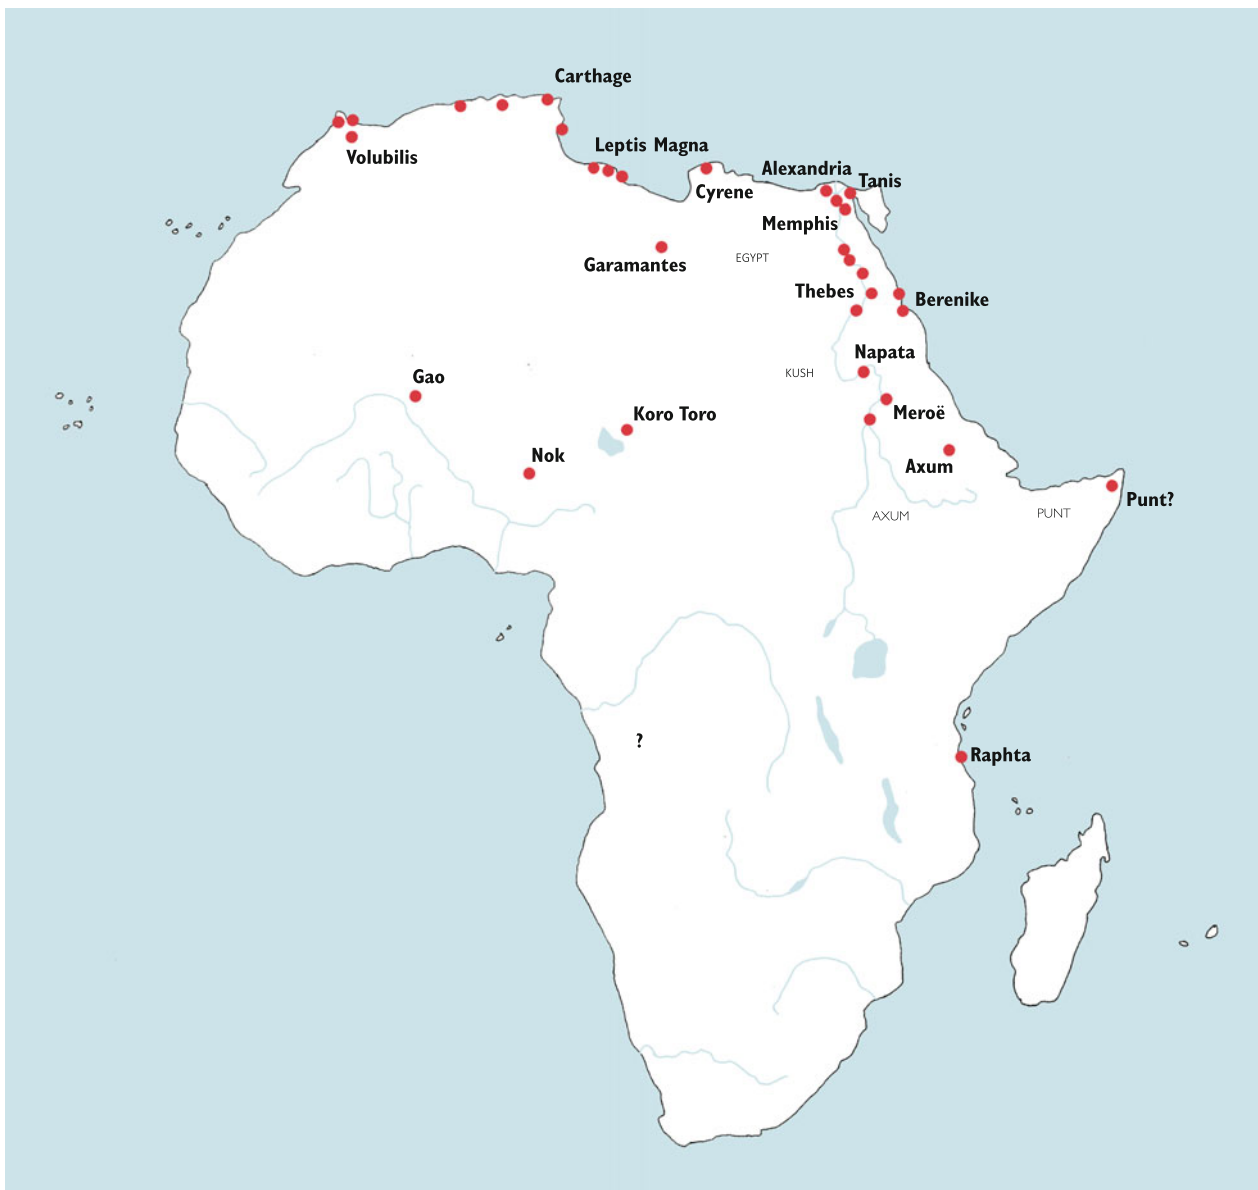 Carthage
Leptis Magna
Volubilis
Alexandria
Tanis
Cyrene
Memphis
EGYPT
Garamantes
Thebes
Berenike
Napata
KUSH
Gao
Koro Toro
Meroë
Nok
Axum
Punt?
AXUM
PUNT
?
Raphta